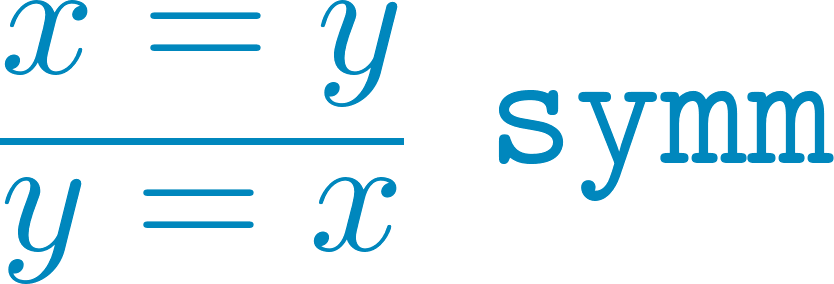 x = y
y = x symm